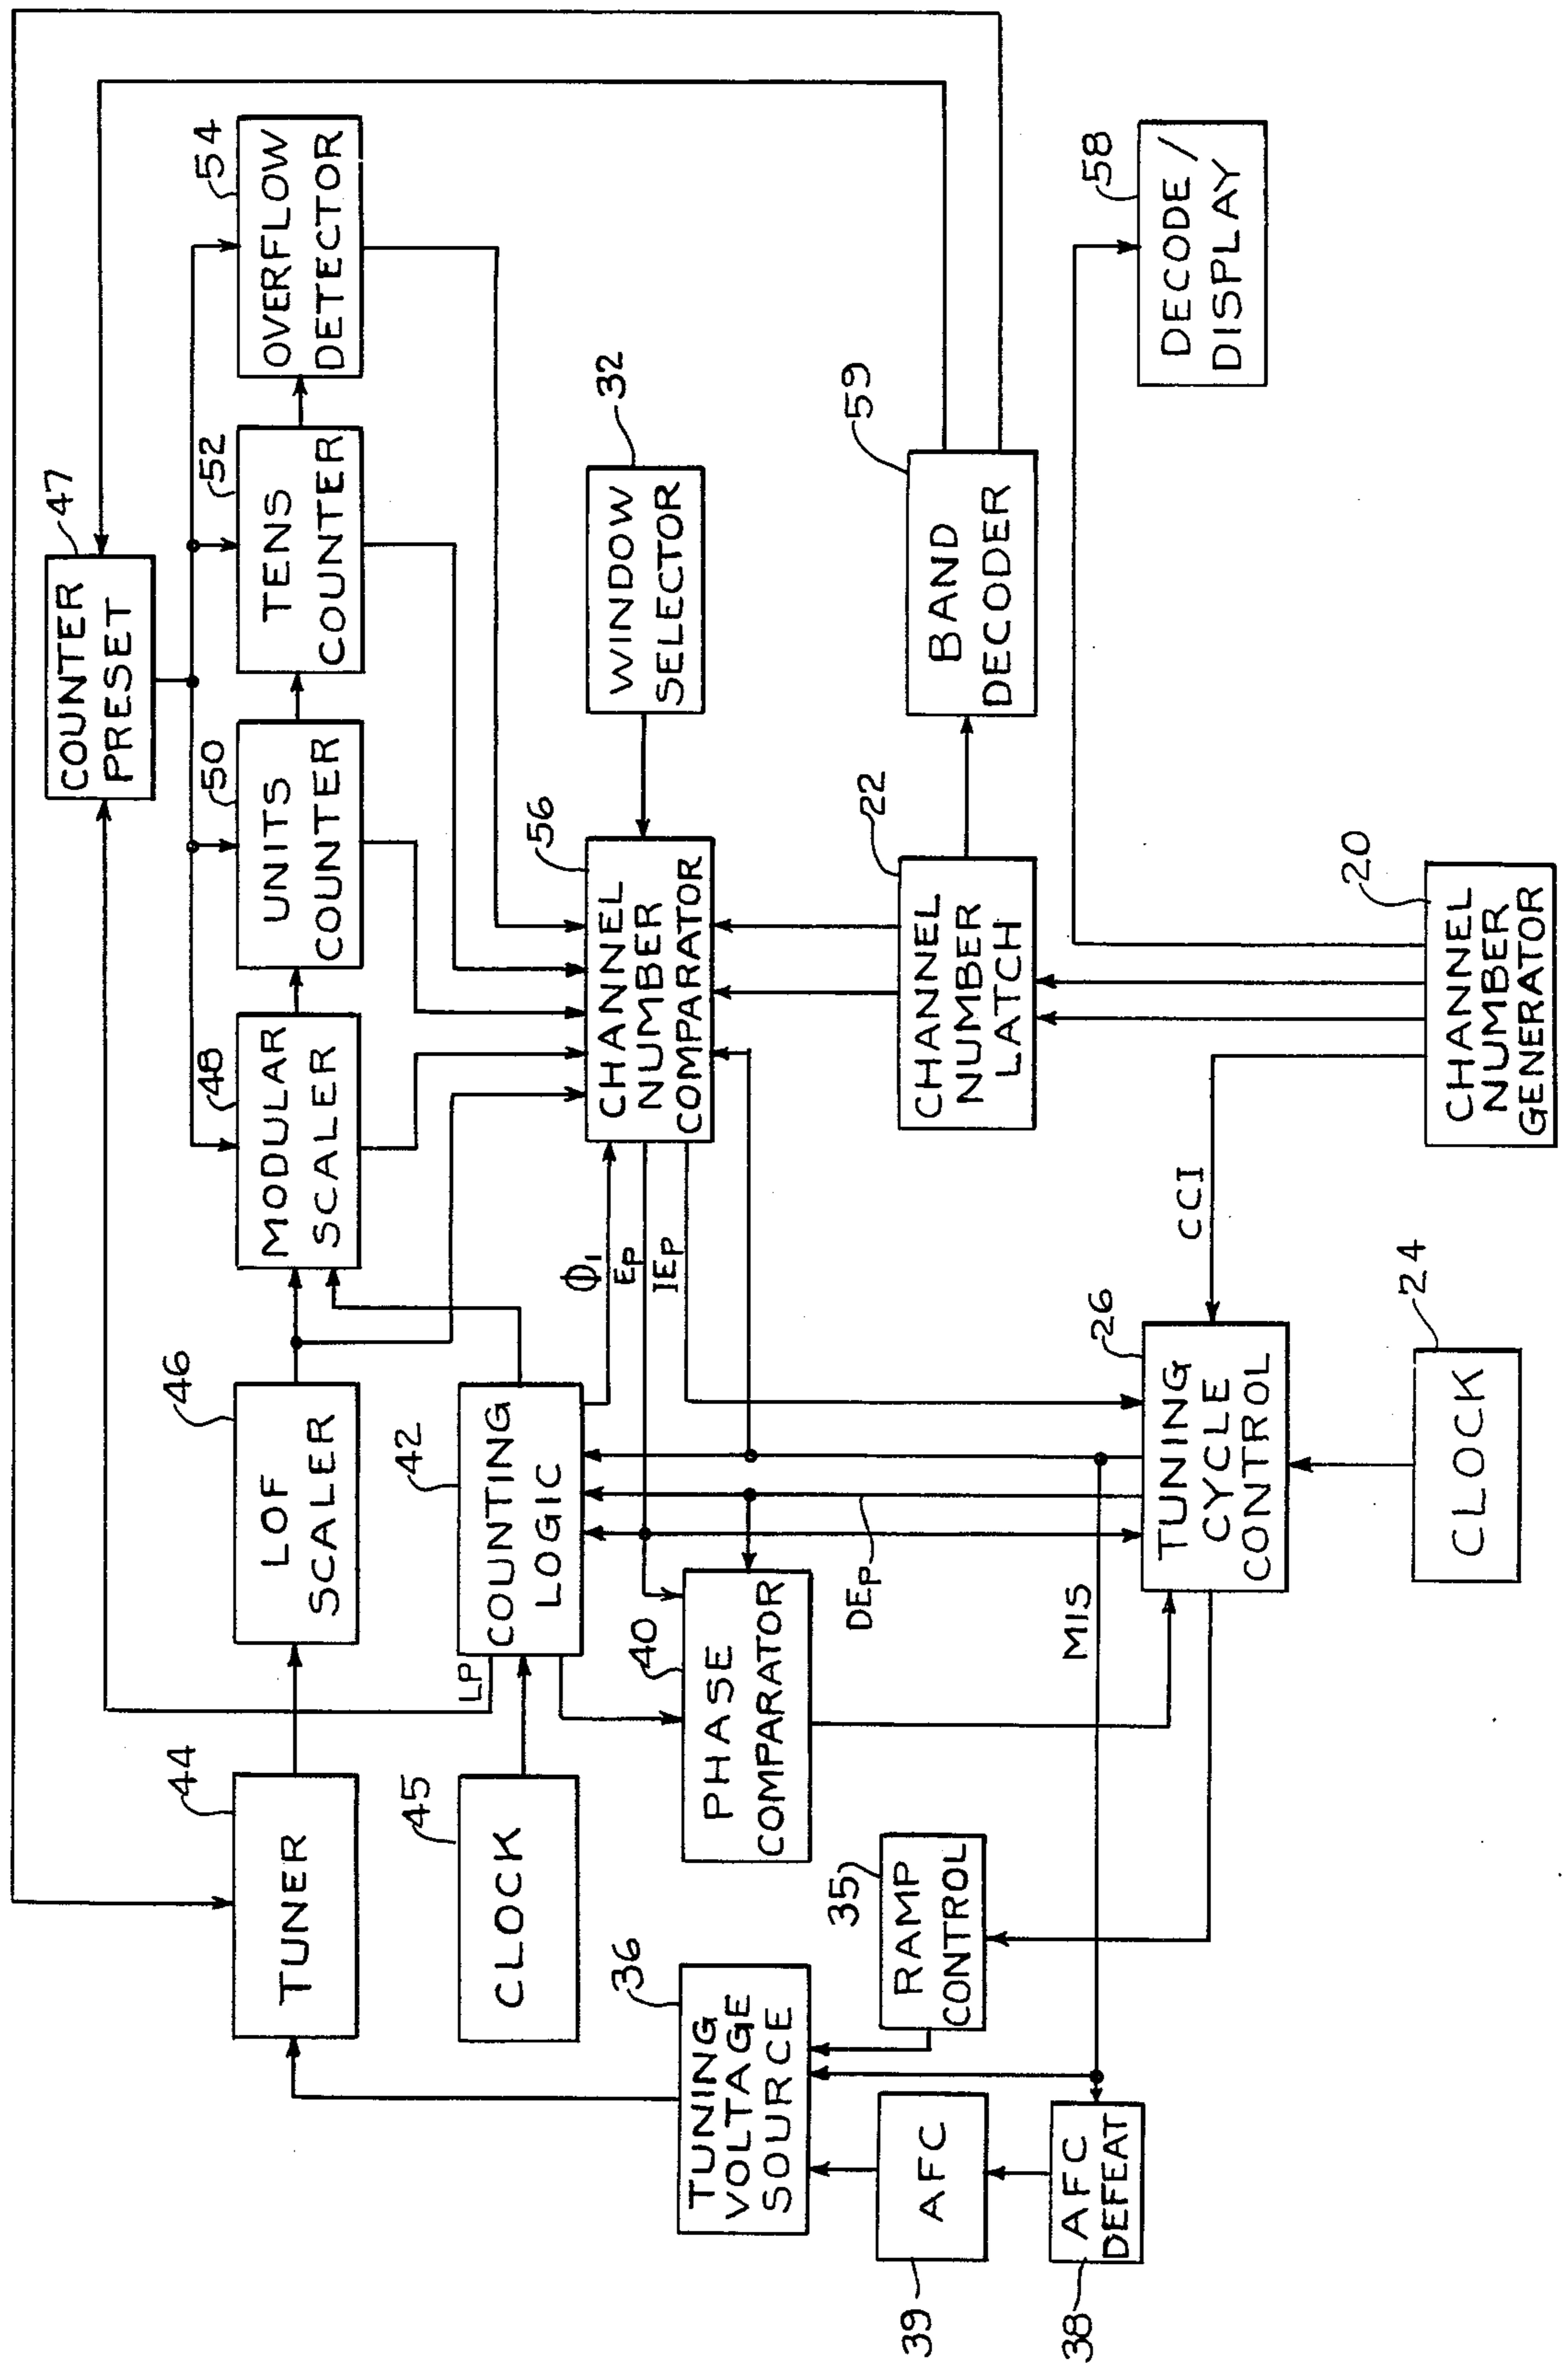 COUNTER
PRESET
47
TUNER
44
LOF
SCALER
46
MODULAR
SCALER
48
UNITS
COUNTER
50
TENS
COUNTER
52
OVERFLOW
DETECTOR
54
CLOCK
45
LP
COUNTING
LOGIC
42
Φ1
EP
IEP
CHANNEL
NUMBER
COMPARATOR
56
WINDOW
SELECTOR
32
TUNING
VOLTAGE
SOURCE
36
PHASE
COMPARATOR
40
DEP
AFC
39
RAMP
CONTROL
35
CHANNEL
NUMBER
LATCH
22
BAND
DECODER
59
AFC
DEFEAT
38
MIS
TUNING
CYCLE
CONTROL
26
CCI
DECODE /
DISPLAY
58
CLOCK
24
CHANNEL
NUMBER
GENERATOR
20